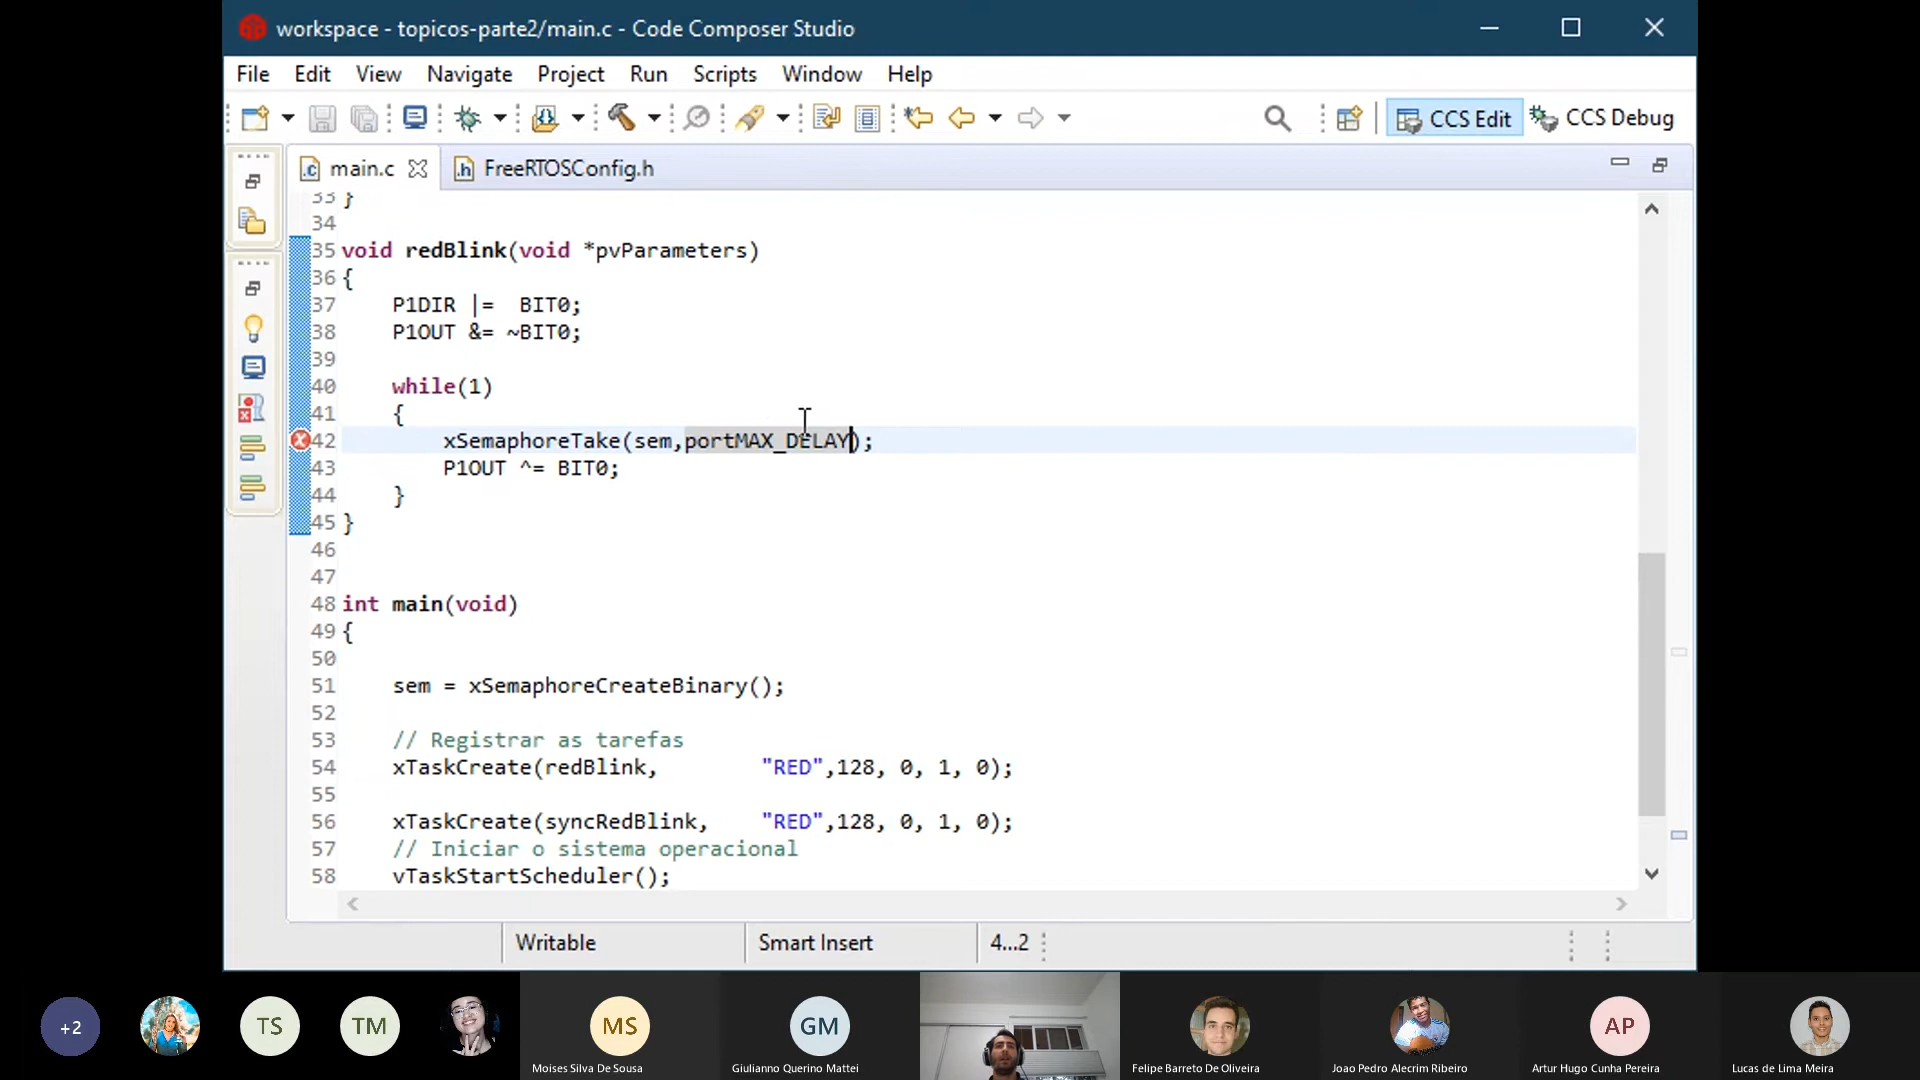 workspace - topicos-parte2/main.c - Code Composer Studio
File Edit View Navigate Project Run Scripts Window Help
CCS Edit CCS Debug
main.c FreeRTOSConfig.h
33 }
34
35 void redBlink(void *pvParameters)
36 {
37 P1DIR |= BIT0;
38 P1OUT &= ~BIT0;
39
40 while(1)
41 {
42 xSemaphoreTake(sem,portMAX_DELAY);
43 P1OUT ^= BIT0;
44 }
45 }
46
47
48 int main(void)
49 {
50
51 sem = xSemaphoreCreateBinary();
52
53 // Registrar as tarefas
54 xTaskCreate(redBlink, "RED",128, 0, 1, 0);
55
56 xTaskCreate(syncRedBlink, "RED",128, 0, 1, 0);
57 // Iniciar o sistema operacional
58 vTaskStartScheduler();
Writable Smart Insert 4...2
+2 TS TM MS GM AP
Moises Silva De Sousa Giulianno Querino Mattei Felipe Barreto De Oliveira Joao Pedro Alecrim Ribeiro Artur Hugo Cunha Pereira Lucas de Lima Meira